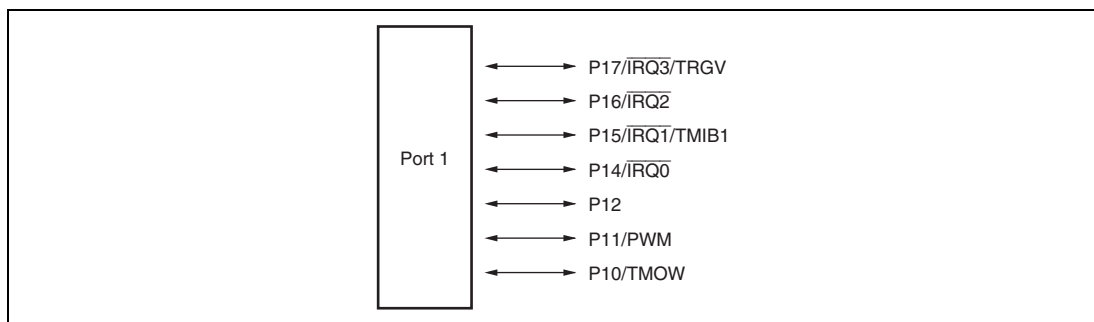 Port 1
P17/IRQ3/TRGV
P16/IRQ2
P15/IRQ1/TMIB1
P14/IRQ0
P12
P11/PWM
P10/TMOW